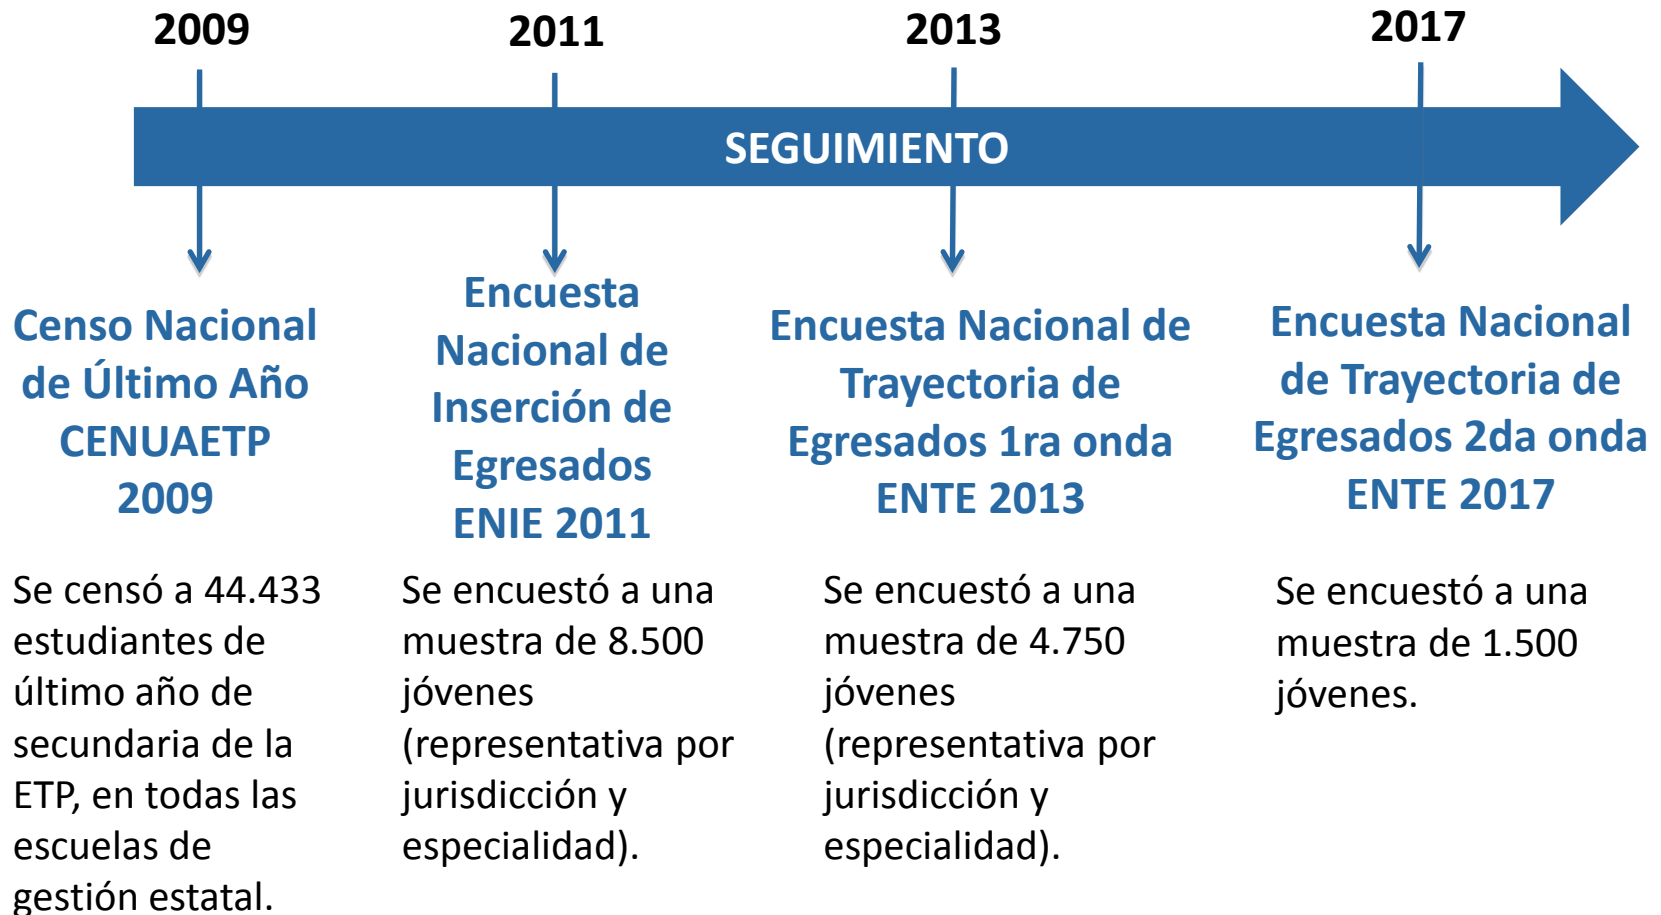 2009
2011
2013
2017
SEGUIMIENTO
Censo Nacional
de Último Año
CENUAETP
2009
Encuesta
Nacional de
Inserción de
Egresados
ENIE 2011
Encuesta Nacional de
Trayectoria de
Egresados 1ra onda
ENTE 2013
Encuesta Nacional
de Trayectoria de
Egresados 2da onda
ENTE 2017
Se censó a 44.433
estudiantes de
último año de
secundaria de la
ETP, en todas las
escuelas de
gestión estatal.
Se encuestó a una
muestra de 8.500
jóvenes
(representativa por
jurisdicción y
especialidad).
Se encuestó a una
muestra de 4.750
jóvenes
(representativa por
jurisdicción y
especialidad).
Se encuestó a una
muestra de 1.500
jóvenes.